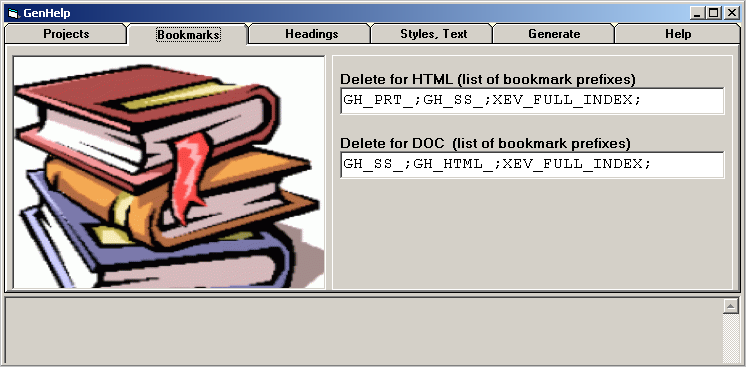 GenHelp
Projects Bookmarks Headings Styles, Text Generate Help
Delete for HTML (list of bookmark prefixes)
GH_PRT_;GH_SS_;XEV_FULL_INDEX;
Delete for DOC  (list of bookmark prefixes)
GH_SS_;GH_HTML_;XEV_FULL_INDEX;